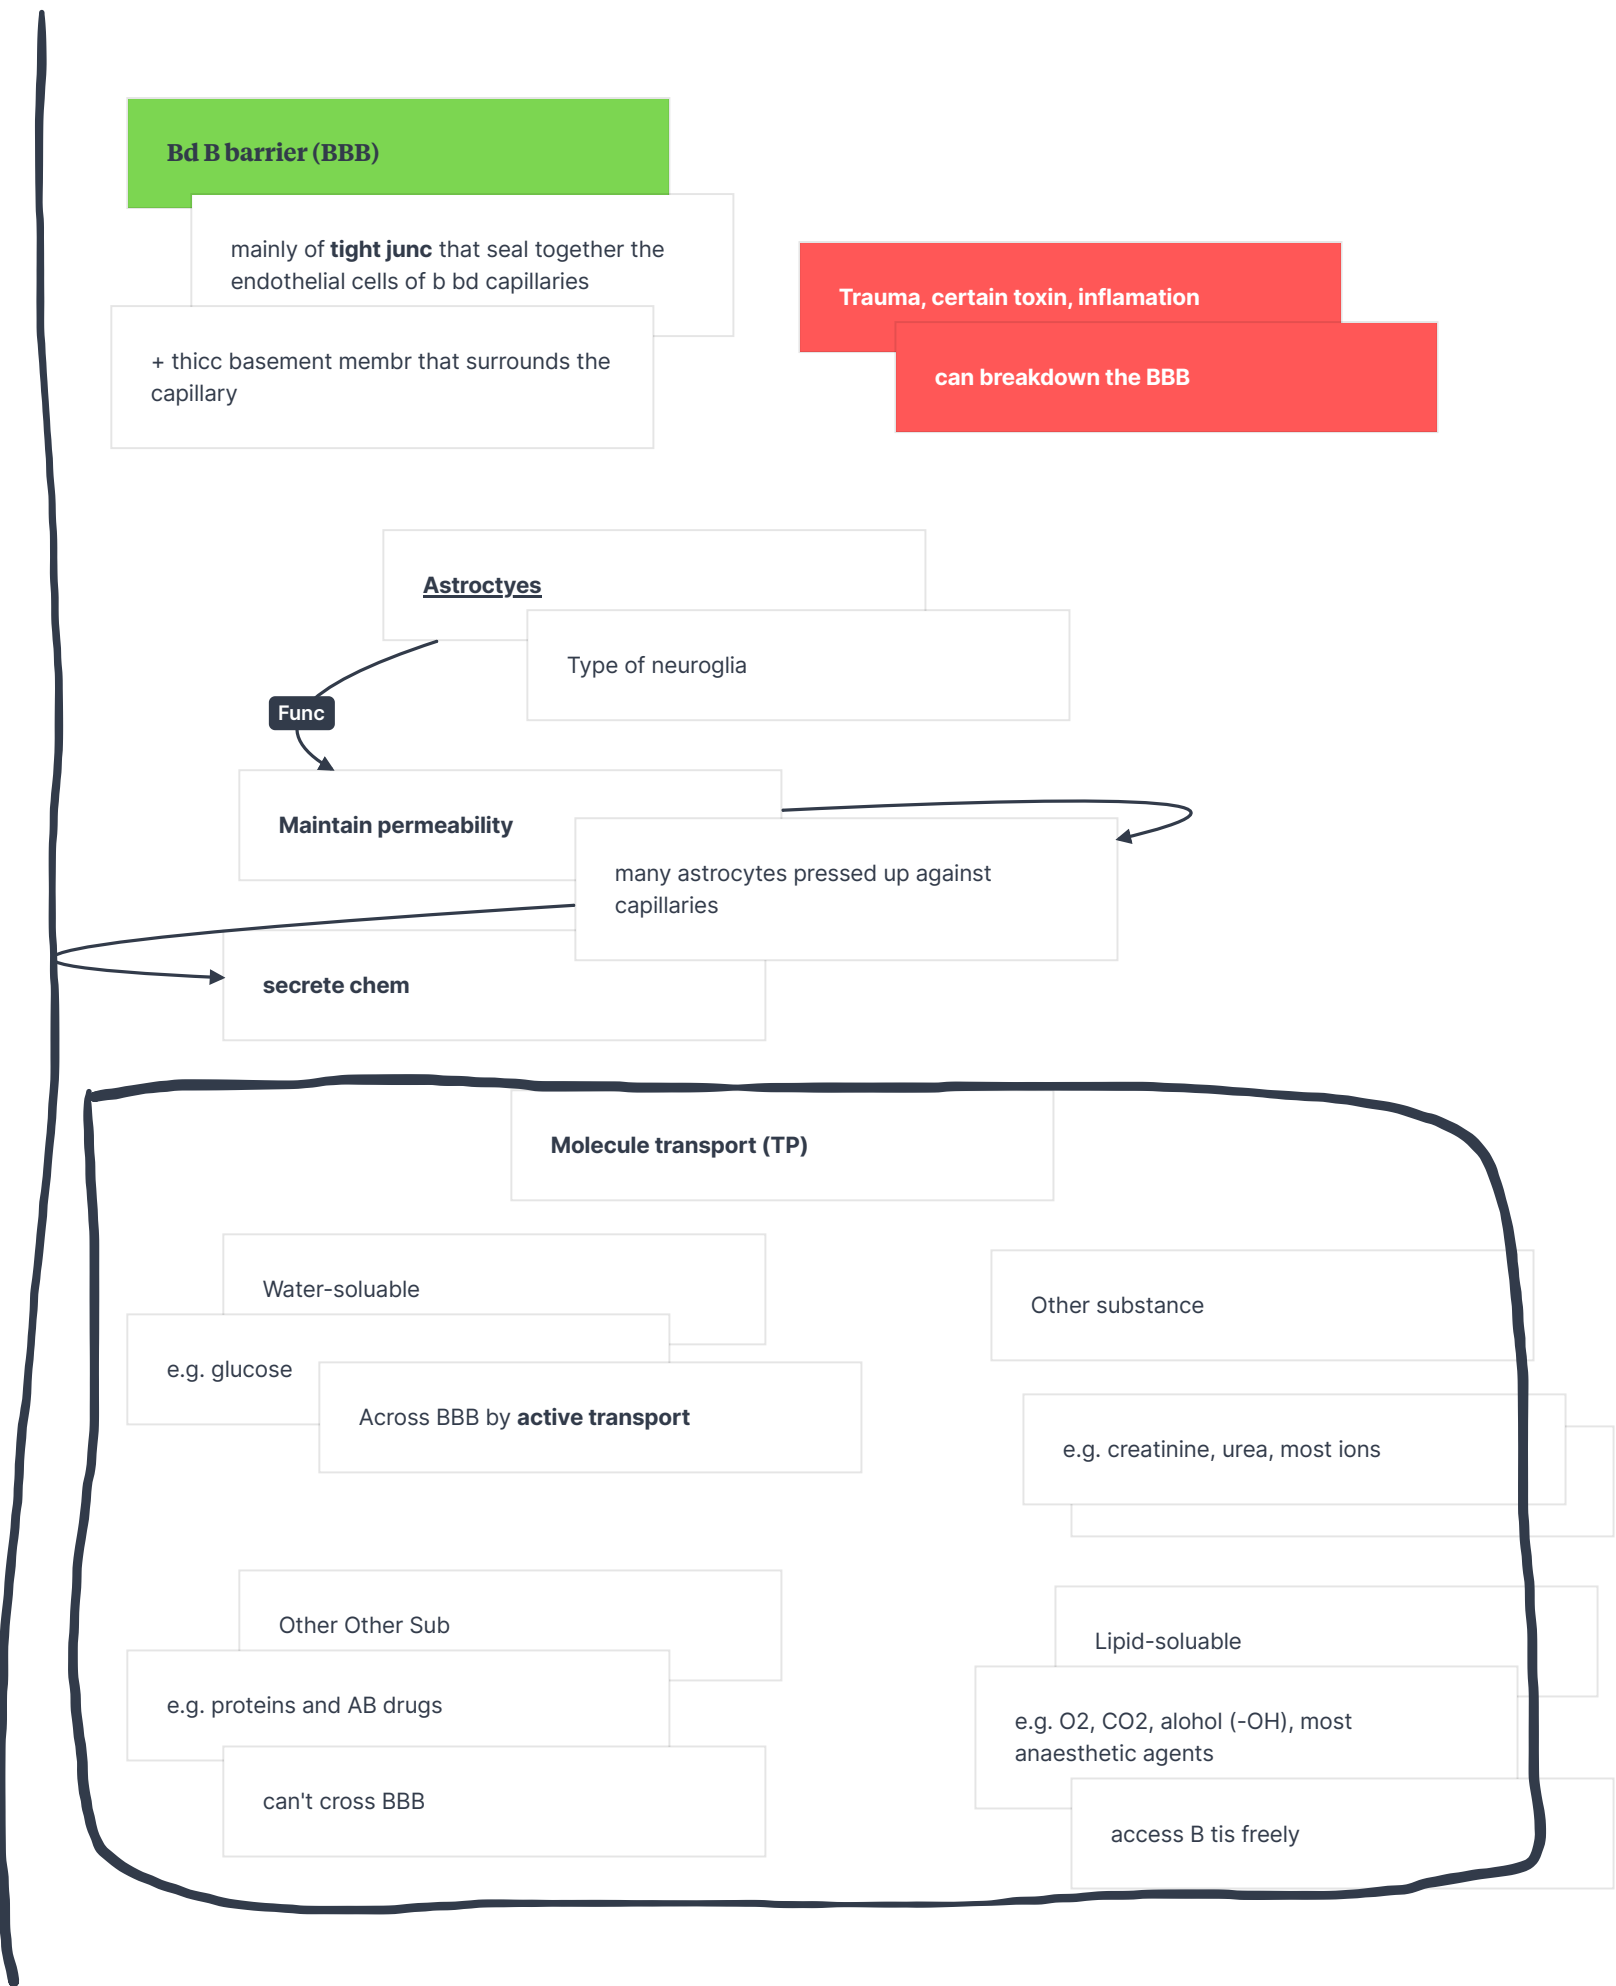 Bd B barrier (BBB)
mainly of tight junc that seal together the
endothelial cells of b bd capillaries
+ thicc basement membr that surrounds the
capillary
Trauma, certain toxin, inflamation
can breakdown the BBB
Astroctyes
Type of neuroglia
Func
Maintain permeability
many astrocytes pressed up against
capillaries
secrete chem
Molecule transport (TP)
Water-soluable
e.g. glucose
Across BBB by active transport
Other substance
e.g. creatinine, urea, most ions
Other Other Sub
e.g. proteins and AB drugs
can't cross BBB
Lipid-soluable
e.g. O2, CO2, alohol (-OH), most
anaesthetic agents
access B tis freely